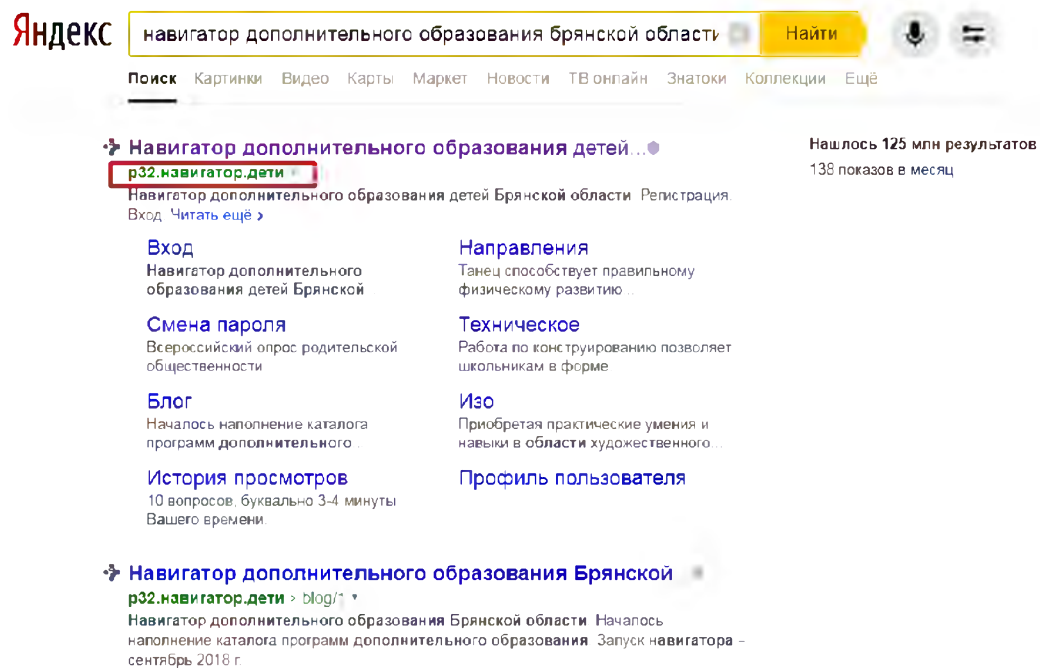 Яндекс
навигатор дополнительного образования брянской области
Найти
Поиск Картинки Видео Карты Маркет Новости ТВ онлайн Знатоки Коллекции Ещё
Навигатор дополнительного образования детей...
р32.навигатор.дети
Навигатор дополнительного образования детей Брянской области. Регистрация.
Вход. Читать ещё >
Вход
Навигатор дополнительного
образования детей Брянской
Смена пароля
Всероссийский опрос родительской
общественности
Блог
Началось наполнение каталога
программ дополнительного...
История просмотров
10 вопросов, буквально 3-4 минуты
Вашего времени.
Направления
Танец способствует правильному
физическому развитию...
Техническое
Работа по конструированию позволяет
школьникам в форме
Изо
Приобретая практические умения и
навыки в области художественного...
Профиль пользователя
Навигатор дополнительного образования Брянской
р32.навигатор.дети > blog/1
Навигатор дополнительного образования Брянской области. Началось
наполнение каталога программ дополнительного образования. Запуск навигатора –
сентябрь 2018 г.
Нашлось 125 млн результатов
138 показов в месяц